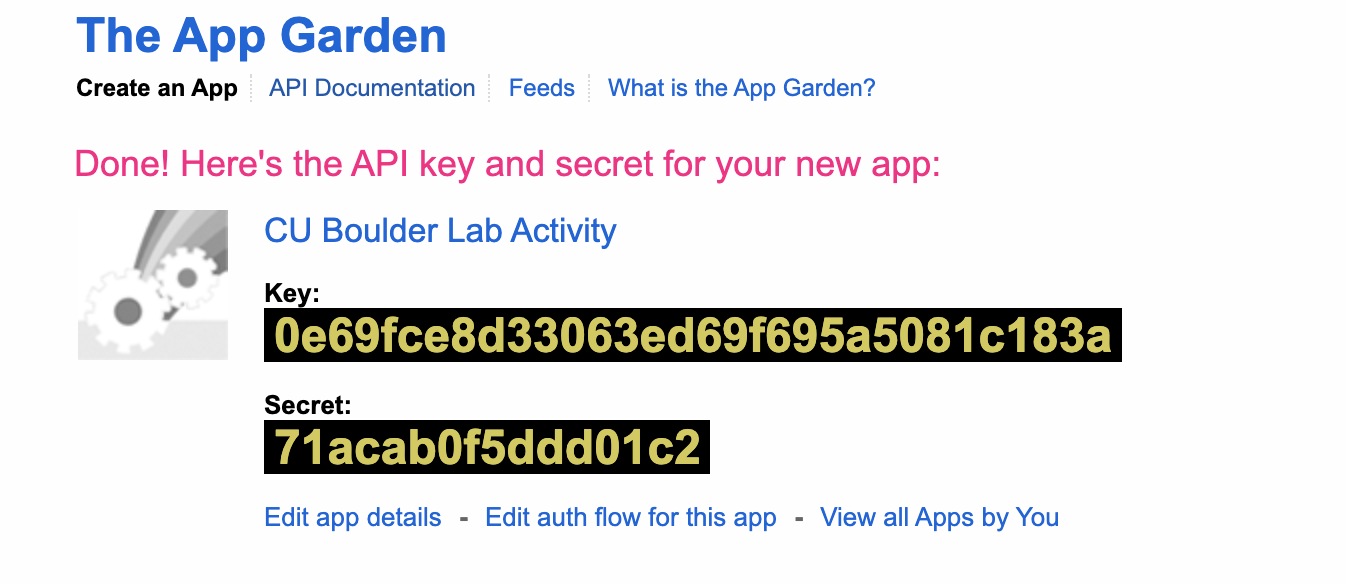 The App Garden
Create an App API Documentation Feeds What is the App Garden?
Done! Here's the API key and secret for your new app:
CU Boulder Lab Activity
Key:
0e69fce8d33063ed69f695a5081c183a
Secret:
71acab0f5ddd01c2
Edit app details - Edit auth flow for this app - View all Apps by You